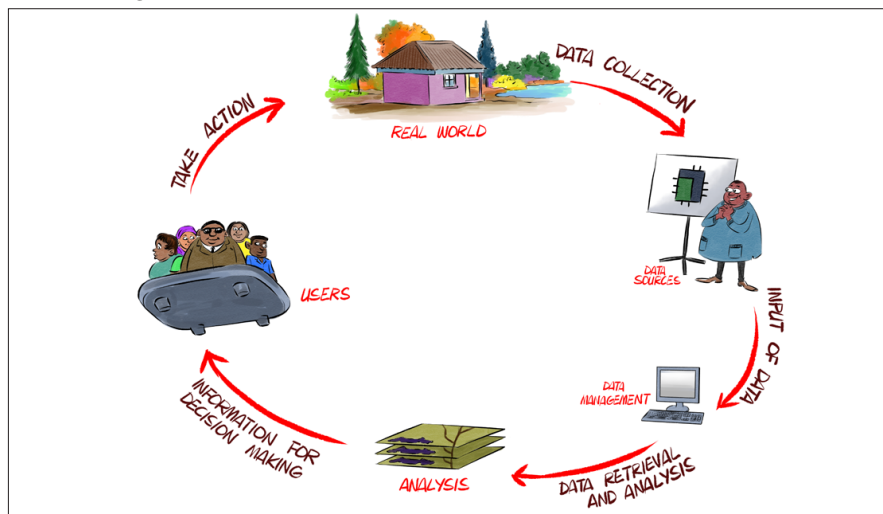 DATA COLLECTION
REAL WORLD
TAKE ACTION
DATA
SOURCES
USERS
INPUT OF DATA
DATA
MANAGEMENT
INFORMATION FOR
DECISION MAKING
ANALYSIS
DATA RETRIEVAL
AND ANALYSIS